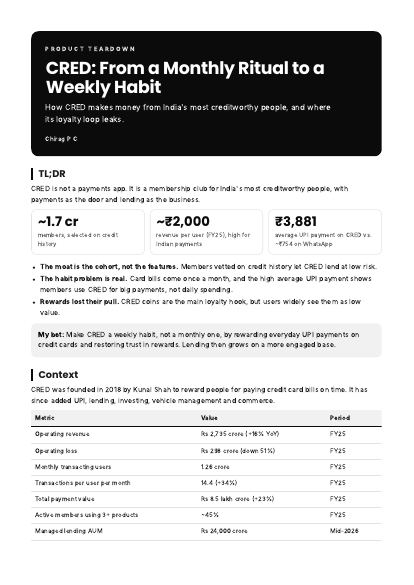 PRODUCT TEARDOWN
CRED: From a Monthly Ritual to a
Weekly Habit
How CRED makes money from India's most creditworthy people, and where
its loyalty loop leaks.
Chirag P C
TL;DR
CRED is not a payments app. It is a membership club for India's most creditworthy people, with
payments as the door and lending as the business.
~1.7 cr
members, selected on credit
history
~₹2,000
revenue per user (FY25), high for
Indian payments
₹3,881
average UPI payment on CRED vs.
~₹754 on WhatsApp
• The moat is the cohort, not the features. Members vetted on credit history let CRED lend at low risk.
• The habit problem is real. Card bills come once a month, and the high average UPI payment shows
members use CRED for big payments, not daily spending.
• Rewards lost their pull. CRED coins are the main loyalty hook, but users widely see them as low
value.
My bet: Make CRED a weekly habit, not a monthly one, by rewarding everyday UPI payments on
credit cards and restoring trust in rewards. Lending then grows on a more engaged base.
Context
CRED was founded in 2018 by Kunal Shah to reward people for paying credit card bills on time. It has
since added UPI, lending, investing, vehicle management and commerce.
Metric Value Period
Operating revenue Rs 2,735 crore (+16% YoY) FY25
Operating loss Rs 298 crore (down 51%) FY25
Monthly transacting users 1.26 crore FY25
Transactions per user per month 14.4 (+34%) FY25
Total payment value Rs 8.5 lakh crore (+23%) FY25
Active members using 3+ products ~45% FY25
Managed lending AUM Rs 24,000 crore Mid-2026